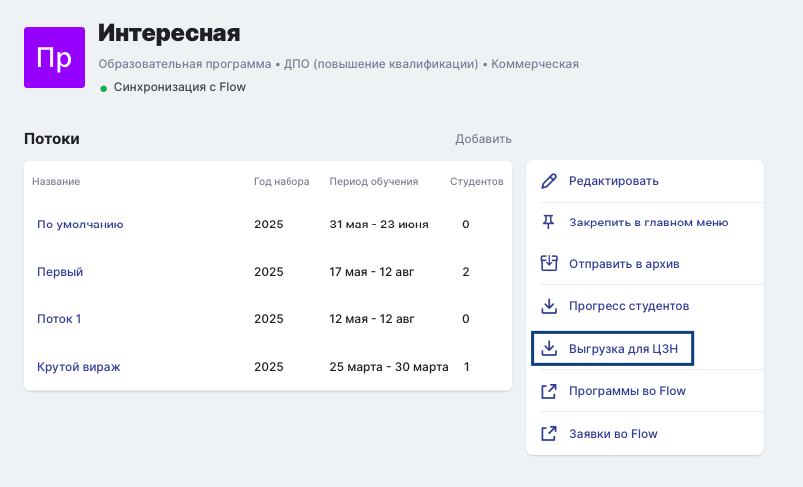 Пр
Интересная
Образовательная программа • ДПО (повышение квалификации) • Коммерческая
Синхронизация с Flow
Потоки
Добавить
Название Год набора Период обучения Студентов
По умолчанию 2025 31 мая - 23 июня 0
Первый 2025 17 мая - 12 авг 2
Поток 1 2025 12 мая - 12 авг 0
Крутой вираж 2025 25 марта - 30 марта 1
Редактировать
Закрепить в главном меню
Отправить в архив
Прогресс студентов
Выгрузка для ЦЗН
Программы во Flow
Заявки во Flow